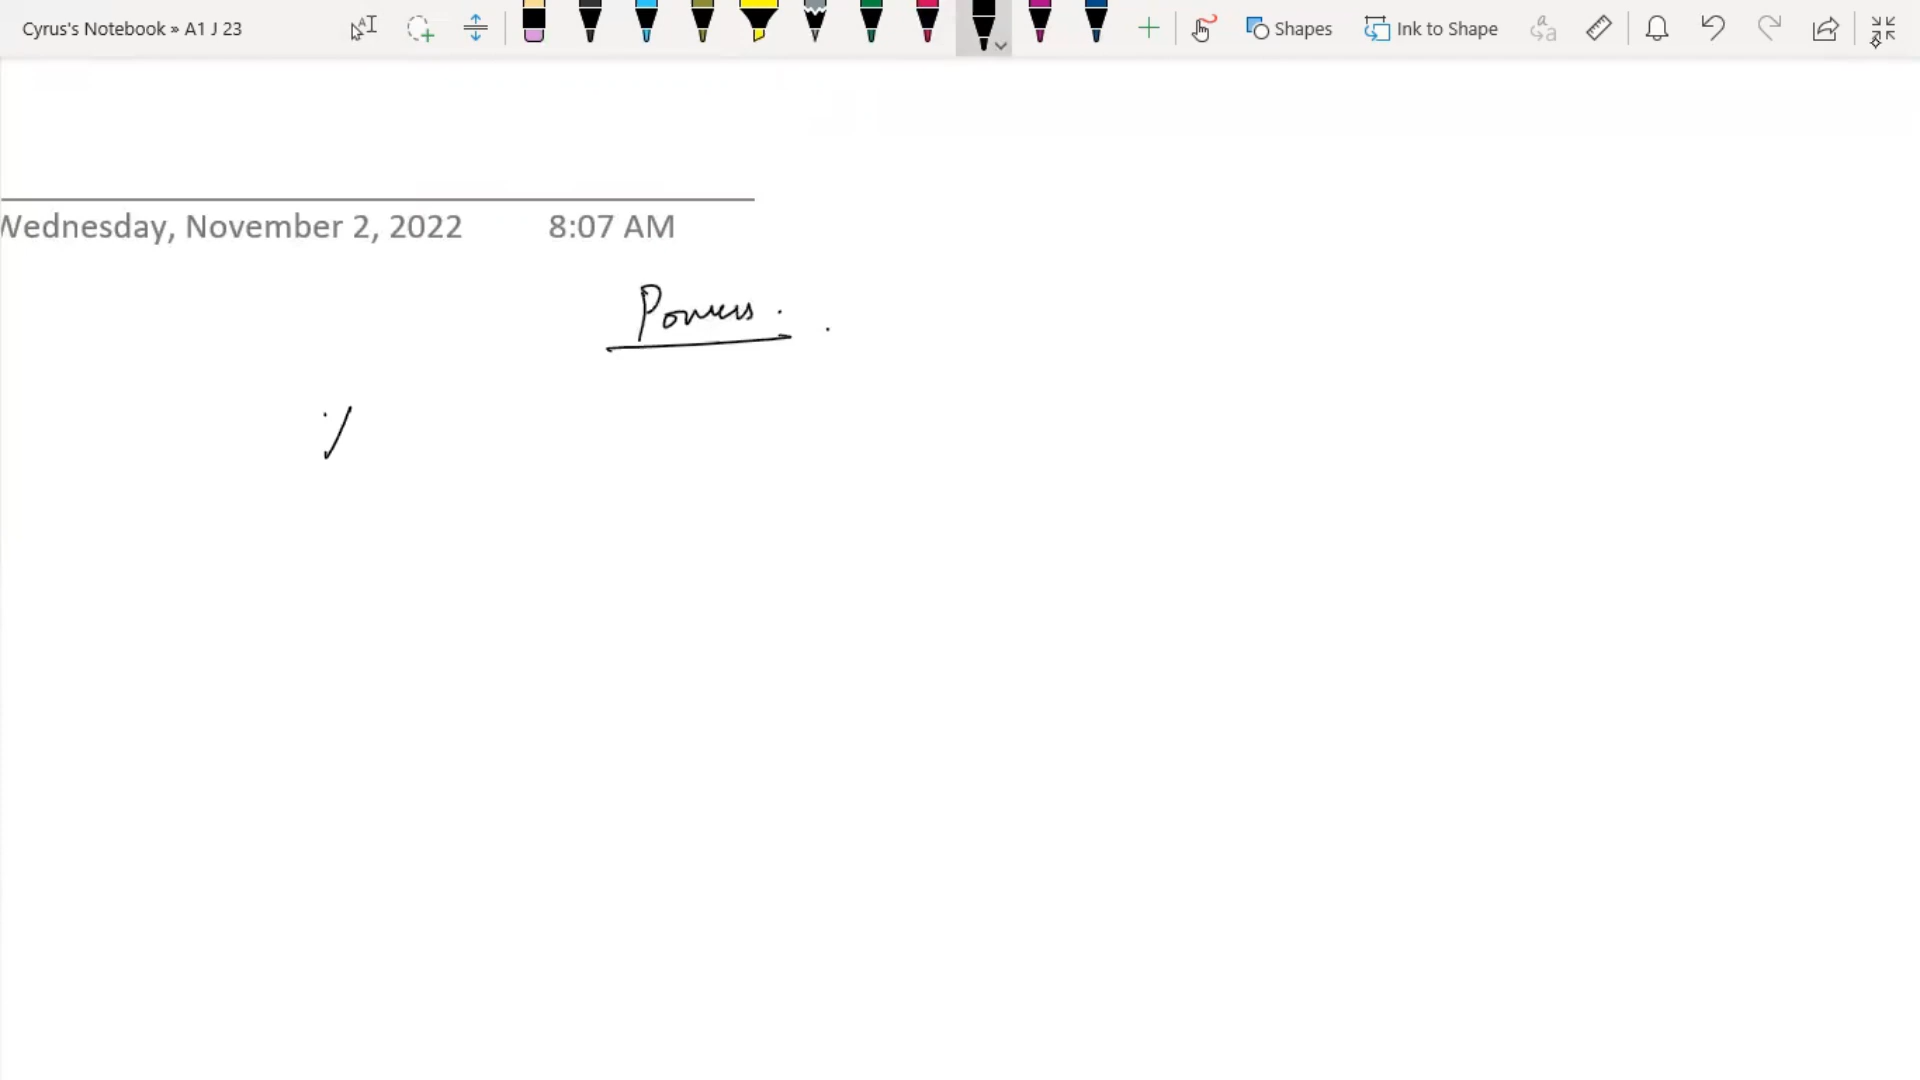 Cyrus's Notebook » A1 J 23
Shapes
Ink to Shape
Wednesday, November 2, 2022 8:07 AM
Powers.